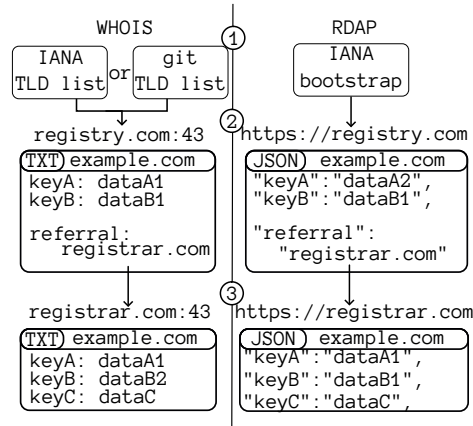 WHOIS
IANA
TLD list
or
git
TLD list
registry.com:43
TXT example.com
keyA: dataA1
keyB: dataB1
referral:
registrar.com
registrar.com:43
TXT example.com
keyA: dataA1
keyB: dataB2
keyC: dataC
1
2
3
RDAP
IANA
bootstrap
https://registry.com
JSON example.com
"keyA":"dataA2",
"keyB":"dataB1",
"referral":
"registrar.com"
https://registrar.com
JSON example.com
"keyA":"dataA1",
"keyB":"dataB1",
"keyC":"dataC",